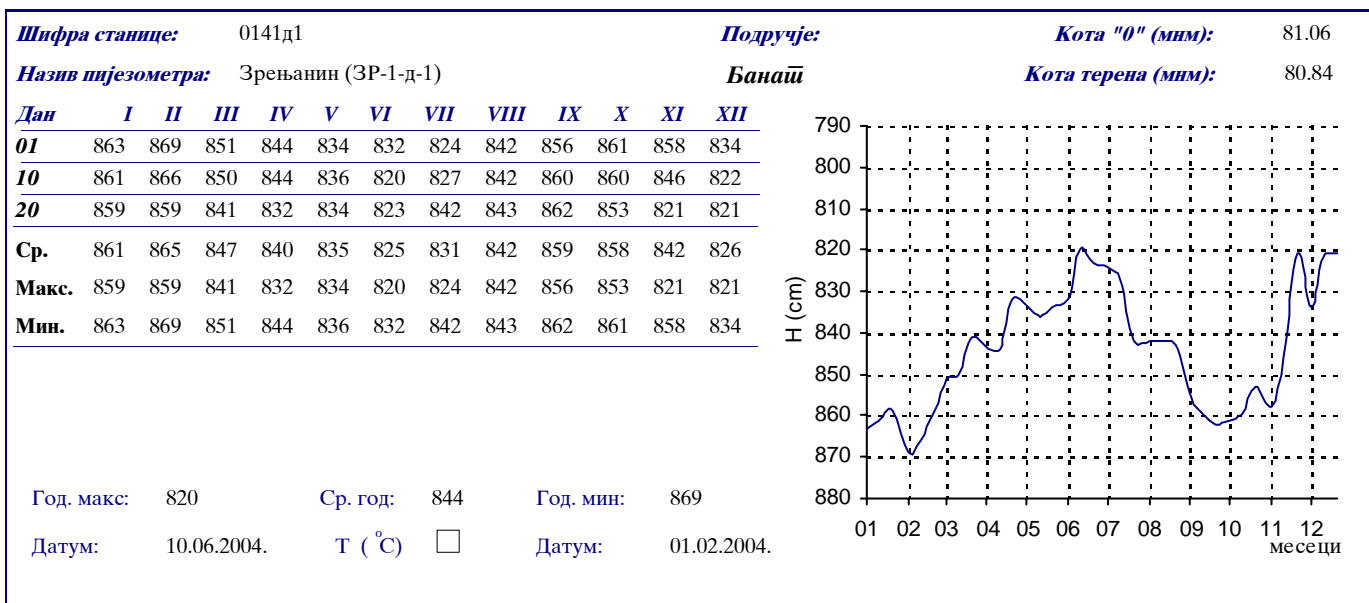 Шифра станице: 0141д1 Подручје: Кота "0" (мнм): 81.06
Назив пијезометра: Зрењанин (ЗР-1-д-1) Банат Кота терена (мнм): 80.84
Дан I II III IV V VI VII VIII IX X XI XII
01 863 869 851 844 834 832 824 842 856 861 858 834
10 861 866 850 844 836 820 827 842 860 860 846 822
20 859 859 841 832 834 823 842 843 862 853 821 821
Ср. 861 865 847 840 835 825 831 842 859 858 842 826
Макс. 859 859 841 832 834 820 824 842 856 853 821 821
Мин. 863 869 851 844 836 832 842 843 862 861 858 834
790
800
810
820
830
840
850
860
870
880
H (cm)
01 02 03 04 05 06 07 08 09 10 11 12
месеци
Год. макс: 820 Ср. год: 844 Год. мин: 869
Датум: 10.06.2004. Т ( °C) Датум: 01.02.2004.